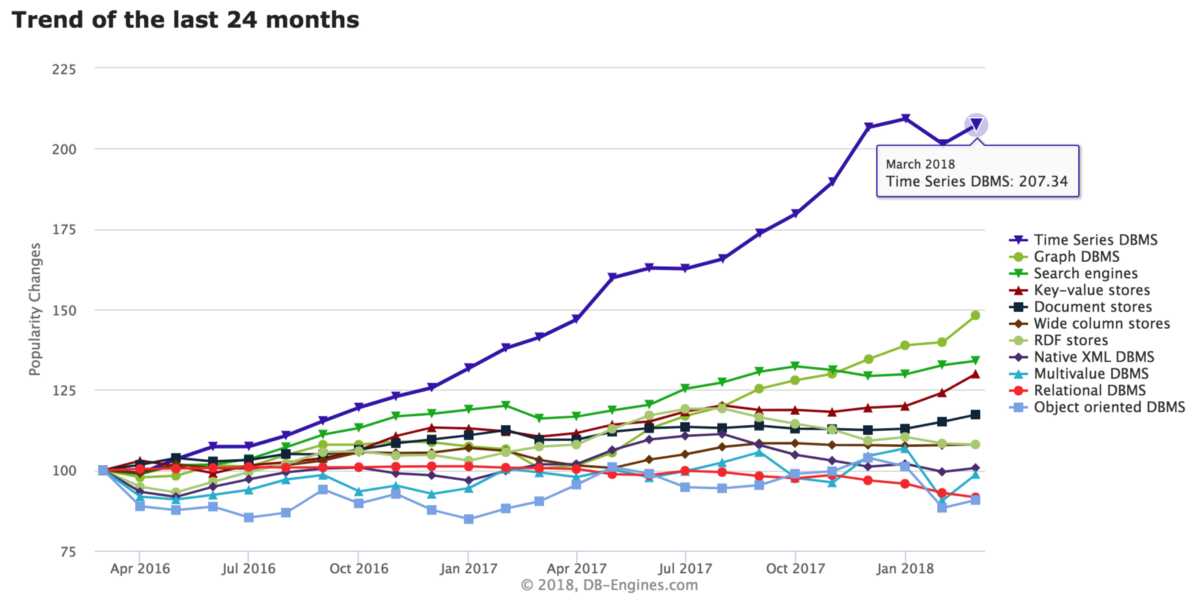 Trend of the last 24 months
225
200
175
150
125
100
75
Popularity Changes
March 2018
Time Series DBMS: 207.34
Time Series DBMS
Graph DBMS
Search engines
Key-value stores
Document stores
Wide column stores
RDF stores
Native XML DBMS
Multivalue DBMS
Relational DBMS
Object oriented DBMS
Apr 2016 Jul 2016 Oct 2016 Jan 2017 Apr 2017 Jul 2017 Oct 2017 Jan 2018
© 2018, DB-Engines.com